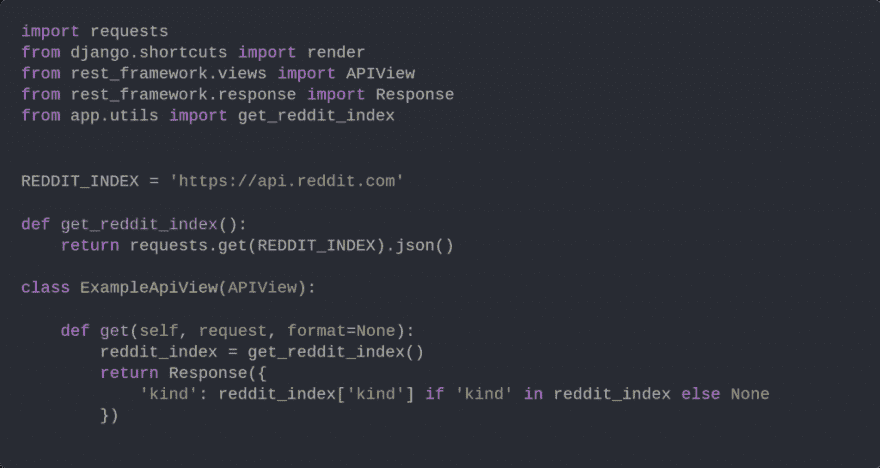 import requests
from django.shortcuts import render
from rest_framework.views import APIView
from rest_framework.response import Response
from app.utils import get_reddit_index
REDDIT_INDEX = 'https://api.reddit.com'
def get_reddit_index():
    return requests.get(REDDIT_INDEX).json()
class ExampleApiView(APIView):
    def get(self, request, format=None):
        reddit_index = get_reddit_index()
        return Response({
            'kind': reddit_index['kind'] if 'kind' in reddit_index else None
        })